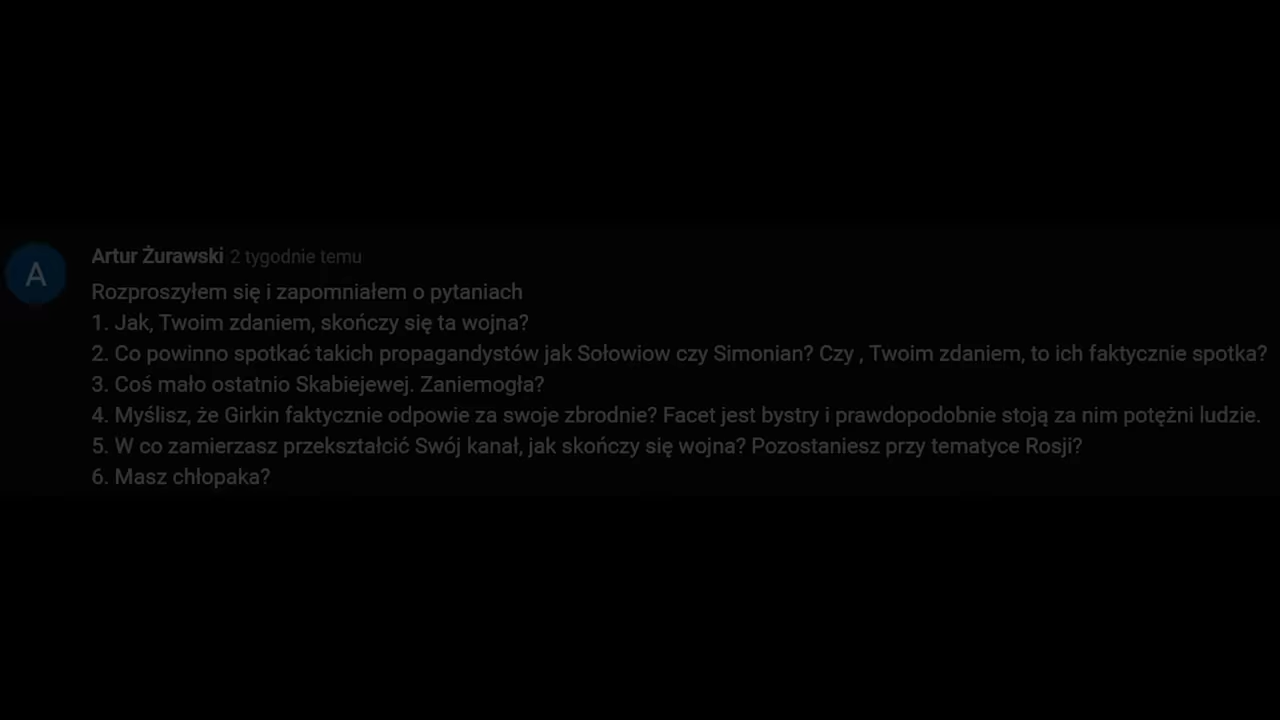 A
Artur Żurawski 2 tygodnie temu
Rozproszyłem się i zapomniałem o pytaniach
1. Jak, Twoim zdaniem, skończy się ta wojna?
2. Co powinno spotkać takich propagandystów jak Sołowiow czy Simonian? Czy , Twoim zdaniem, to ich faktycznie spotka?
3. Coś mało ostatnio Skabiejewej. Zaniemogła?
4. Myślisz, że Girkin faktycznie odpowie za swoje zbrodnie? Facet jest bystry i prawdopodobnie stoją za nim potężni ludzie.
5. W co zamierzasz przekształcić Swój kanał, jak skończy się wojna? Pozostaniesz przy tematyce Rosji?
6. Masz chłopaka?